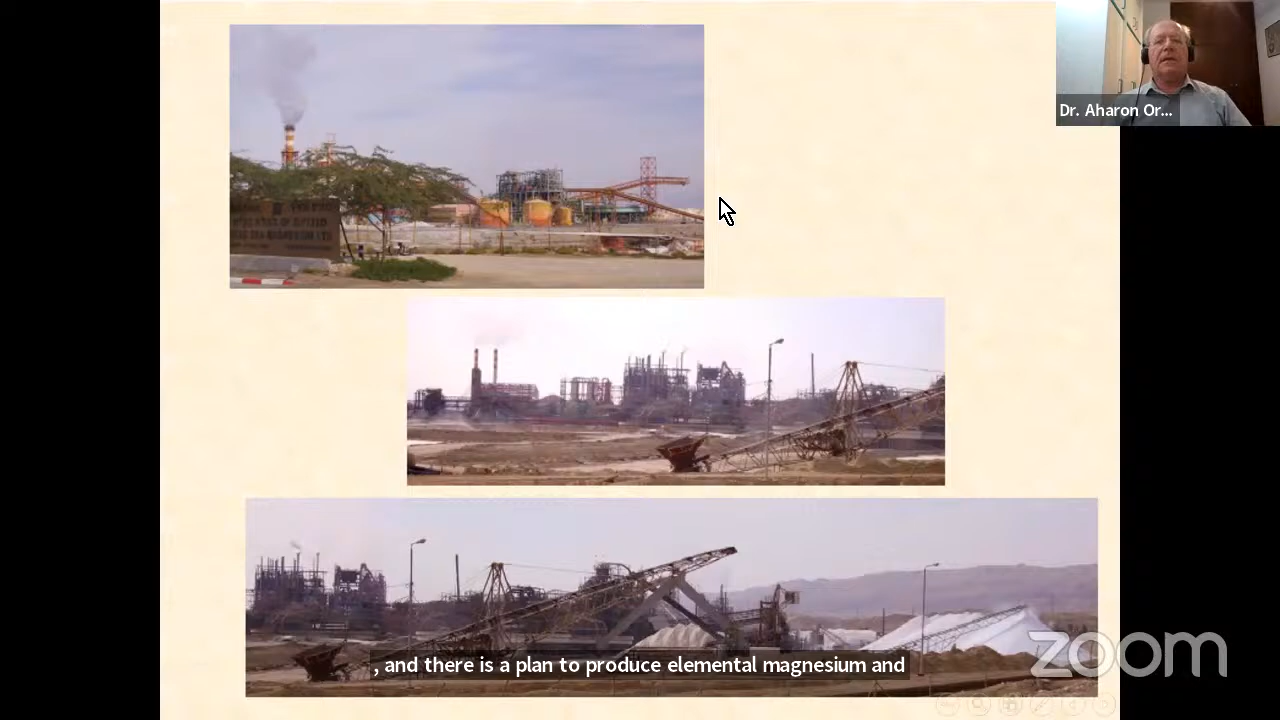 Dr. Aharon Or...
, and there is a plan to produce elemental magnesium and
zoom